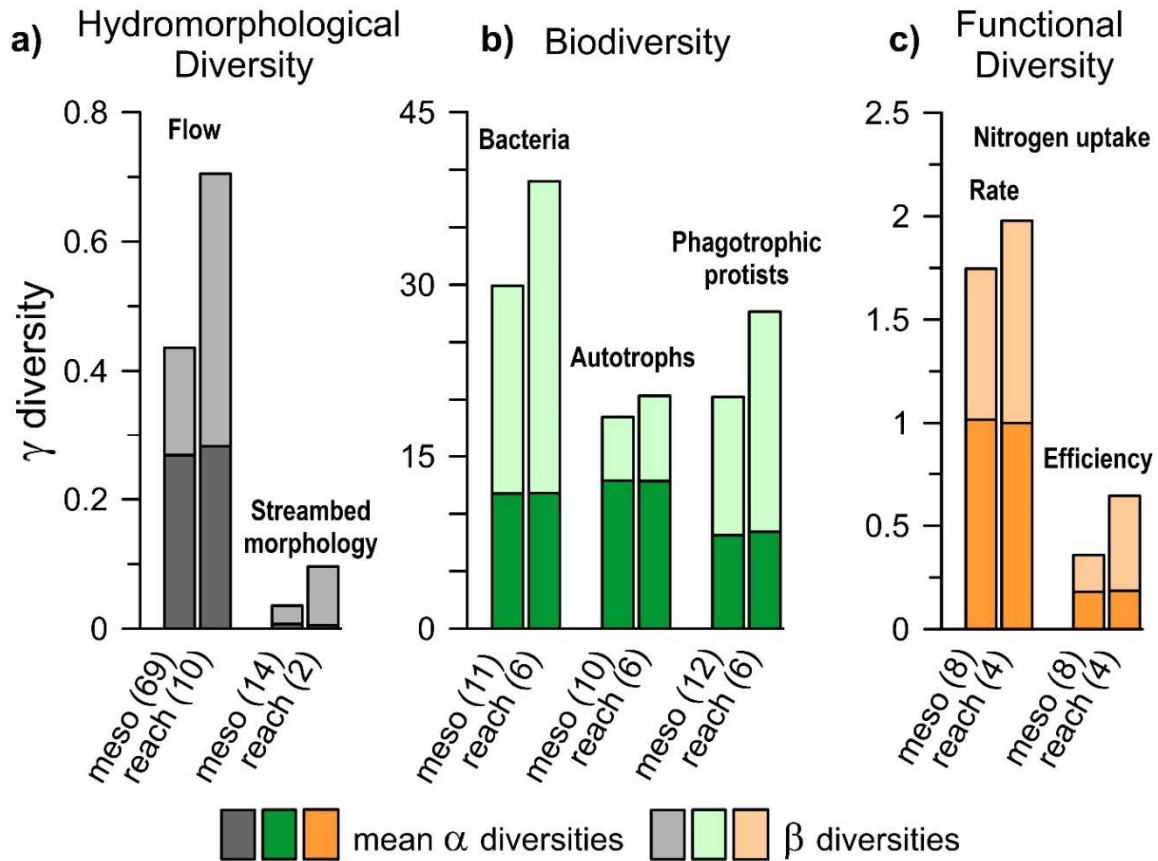 a) Hydromorphological
Diversity
γ diversity
0.8
0.6
0.4
0.2
0
Flow
Streambed
morphology
meso (69)
reach (10)
meso (14)
reach (2)
b) Biodiversity
45
30
15
0
Bacteria
Autotrophs
Phagotrophic
protists
meso (11)
reach (6)
meso (10)
reach (6)
meso (12)
reach (6)
c) Functional
Diversity
2.5
2
1.5
1
0.5
0
Nitrogen uptake
Rate
Efficiency
meso (8)
reach (4)
meso (8)
reach (4)
mean α diversities
β diversities